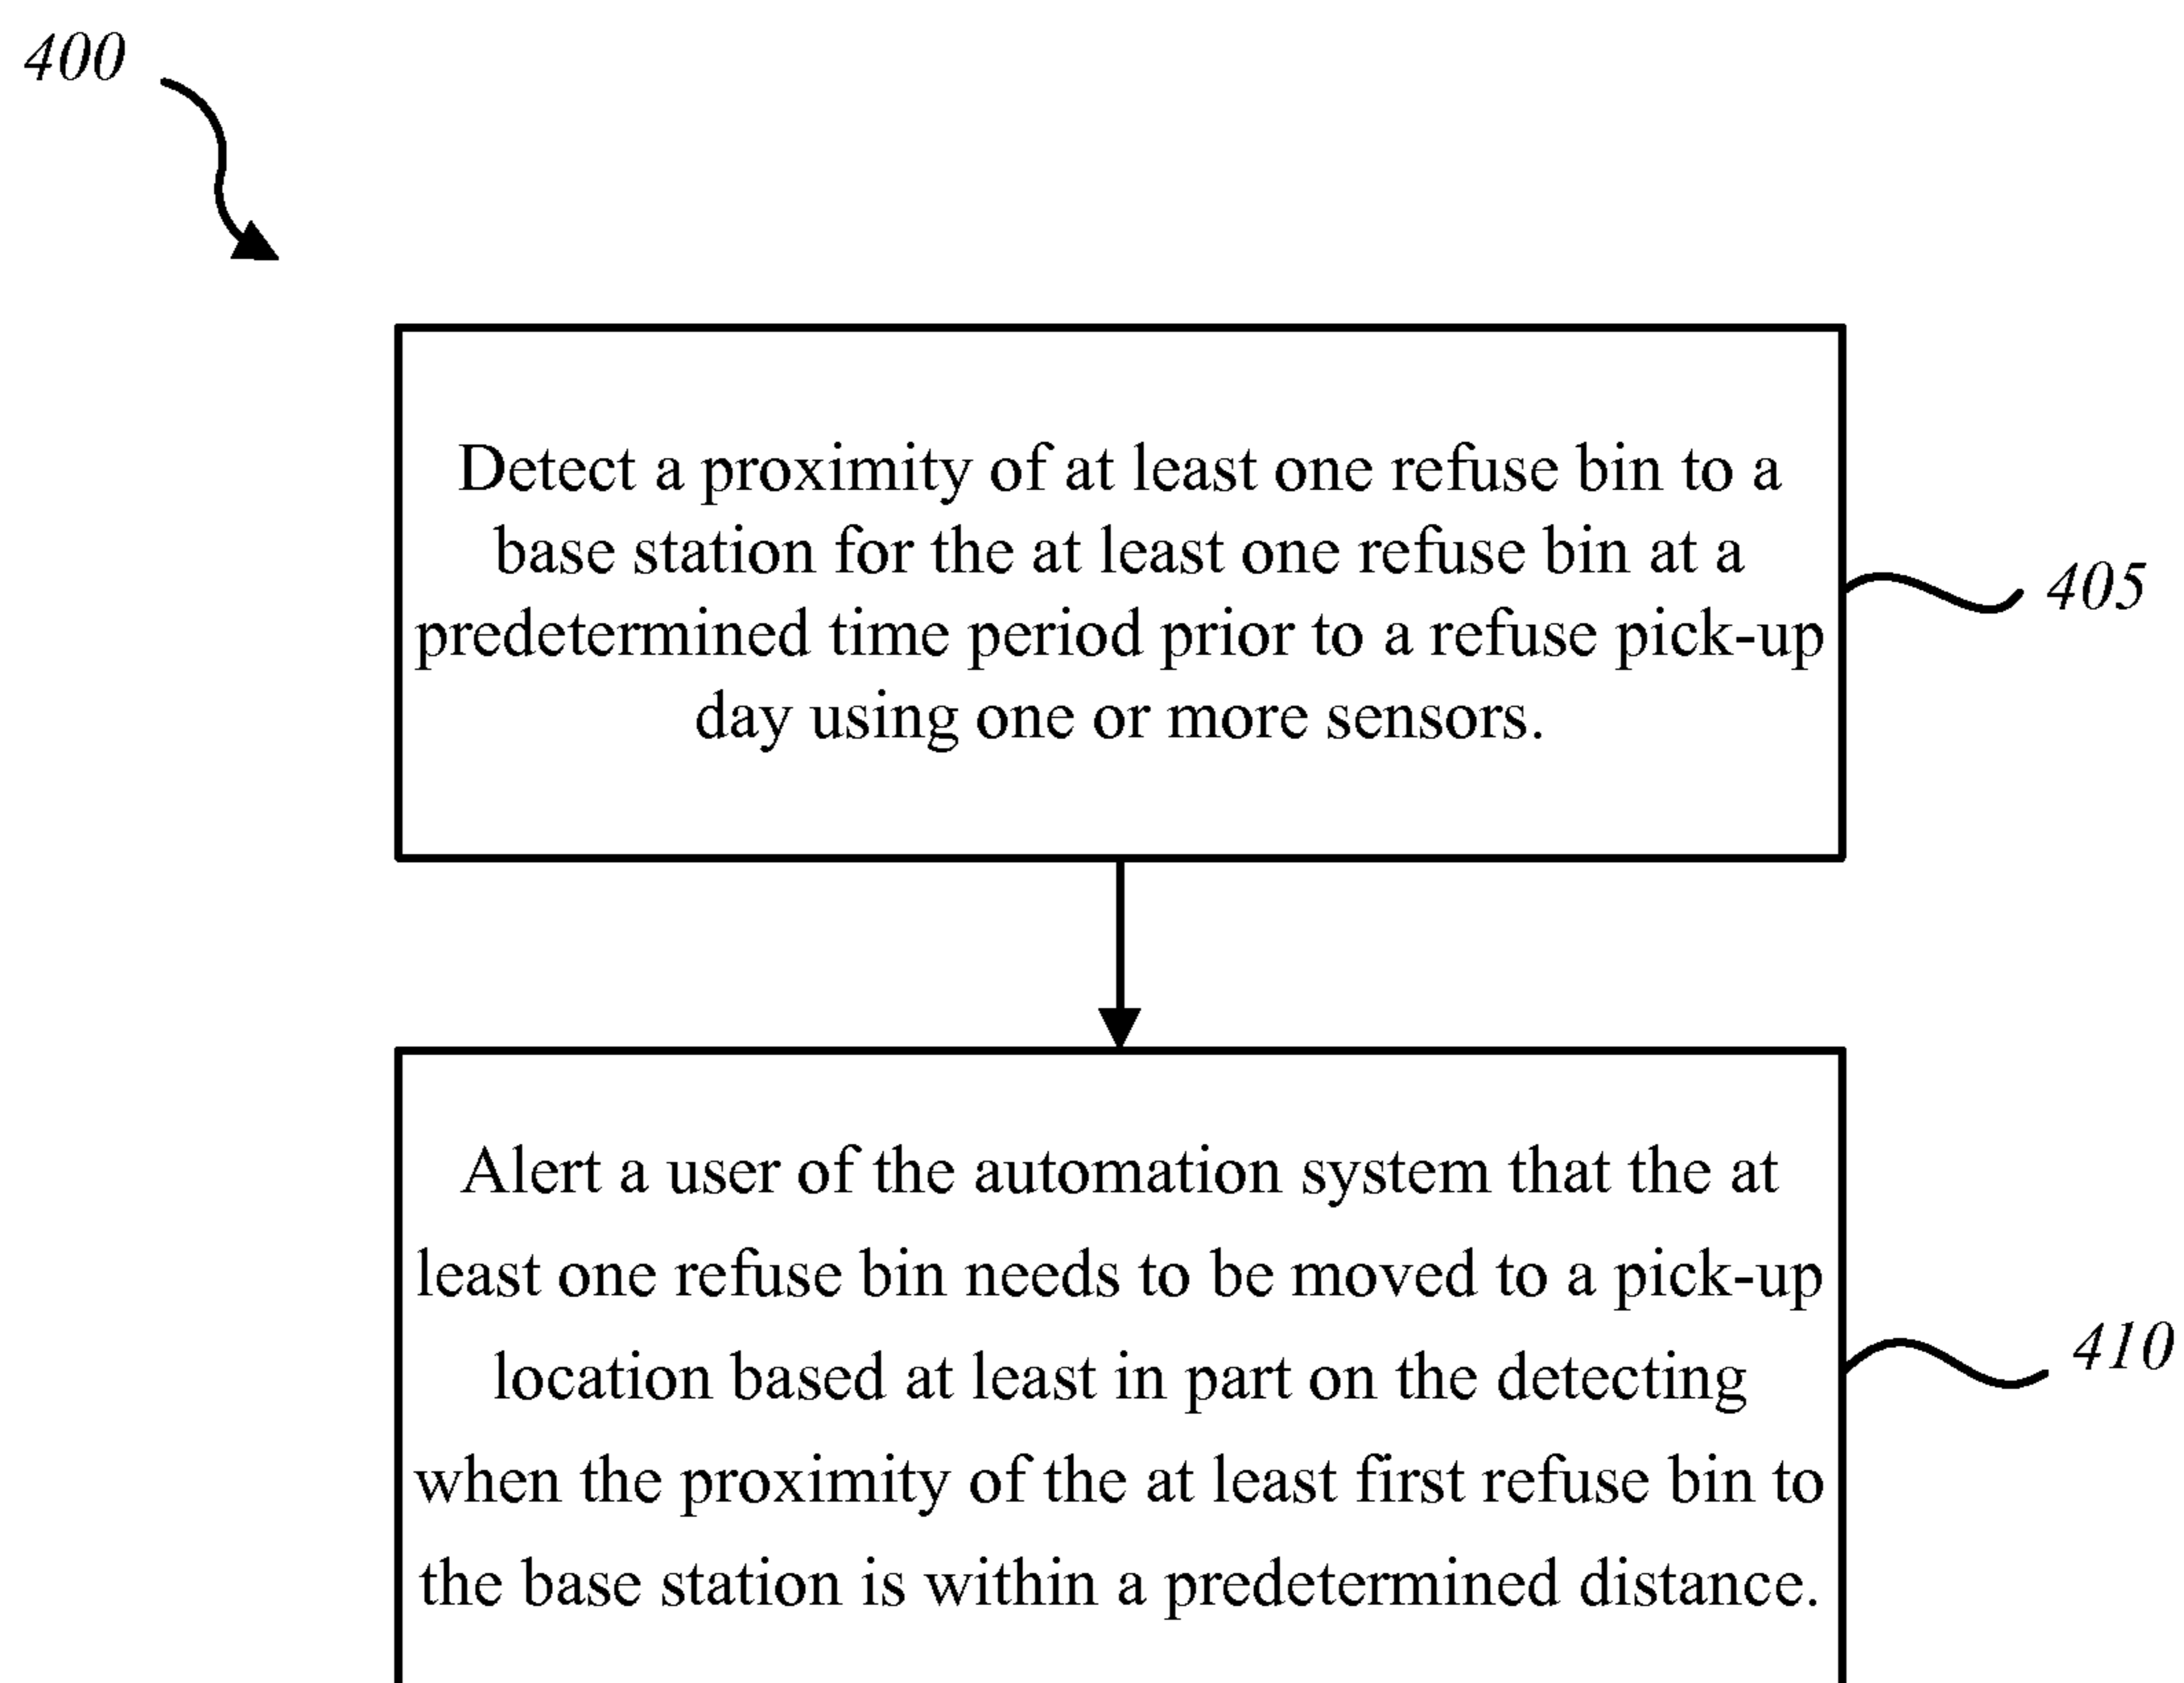 400
Detect a proximity of at least one refuse bin to a
base station for the at least one refuse bin at a
predetermined time period prior to a refuse pick-up
day using one or more sensors.
405
Alert a user of the automation system that the at
least one refuse bin needs to be moved to a pick-up
location based at least in part on the detecting
when the proximity of the at least first refuse bin to
the base station is within a predetermined distance.
410